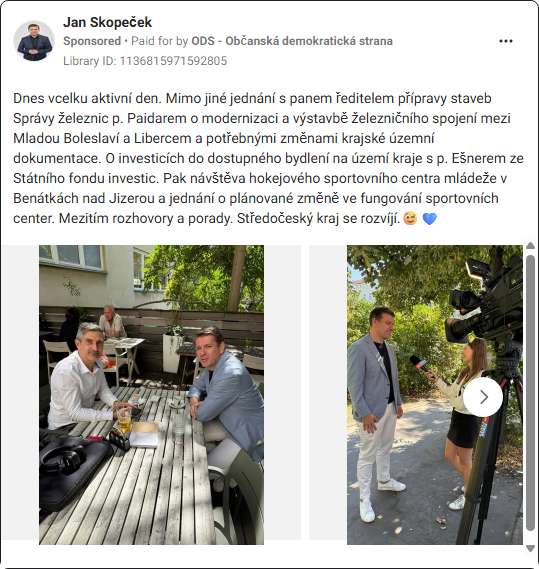 Jan Skopeček
Sponsored • Paid for by ODS - Občanská demokratická strana
Library ID: 1136815971592805
Dnes vcelku aktivní den. Mimo jiné jednání s panem ředitelem přípravy staveb
Správy železnic p. Paidarem o modernizaci a výstavbě železničního spojení mezi
Mladou Boleslaví a Libercem a potřebnými změnami krajské územní
dokumentace. O investicích do dostupného bydlení na území kraje s p. Ešnerem ze
Státního fondu investic. Pak návštěva hokejového sportovního centra mládeže v
Benátkách nad Jizerou a jednání o plánované změně ve fungování sportovních
center. Mezitím rozhovory a porady. Středočeský kraj se rozvíjí.😉 💙